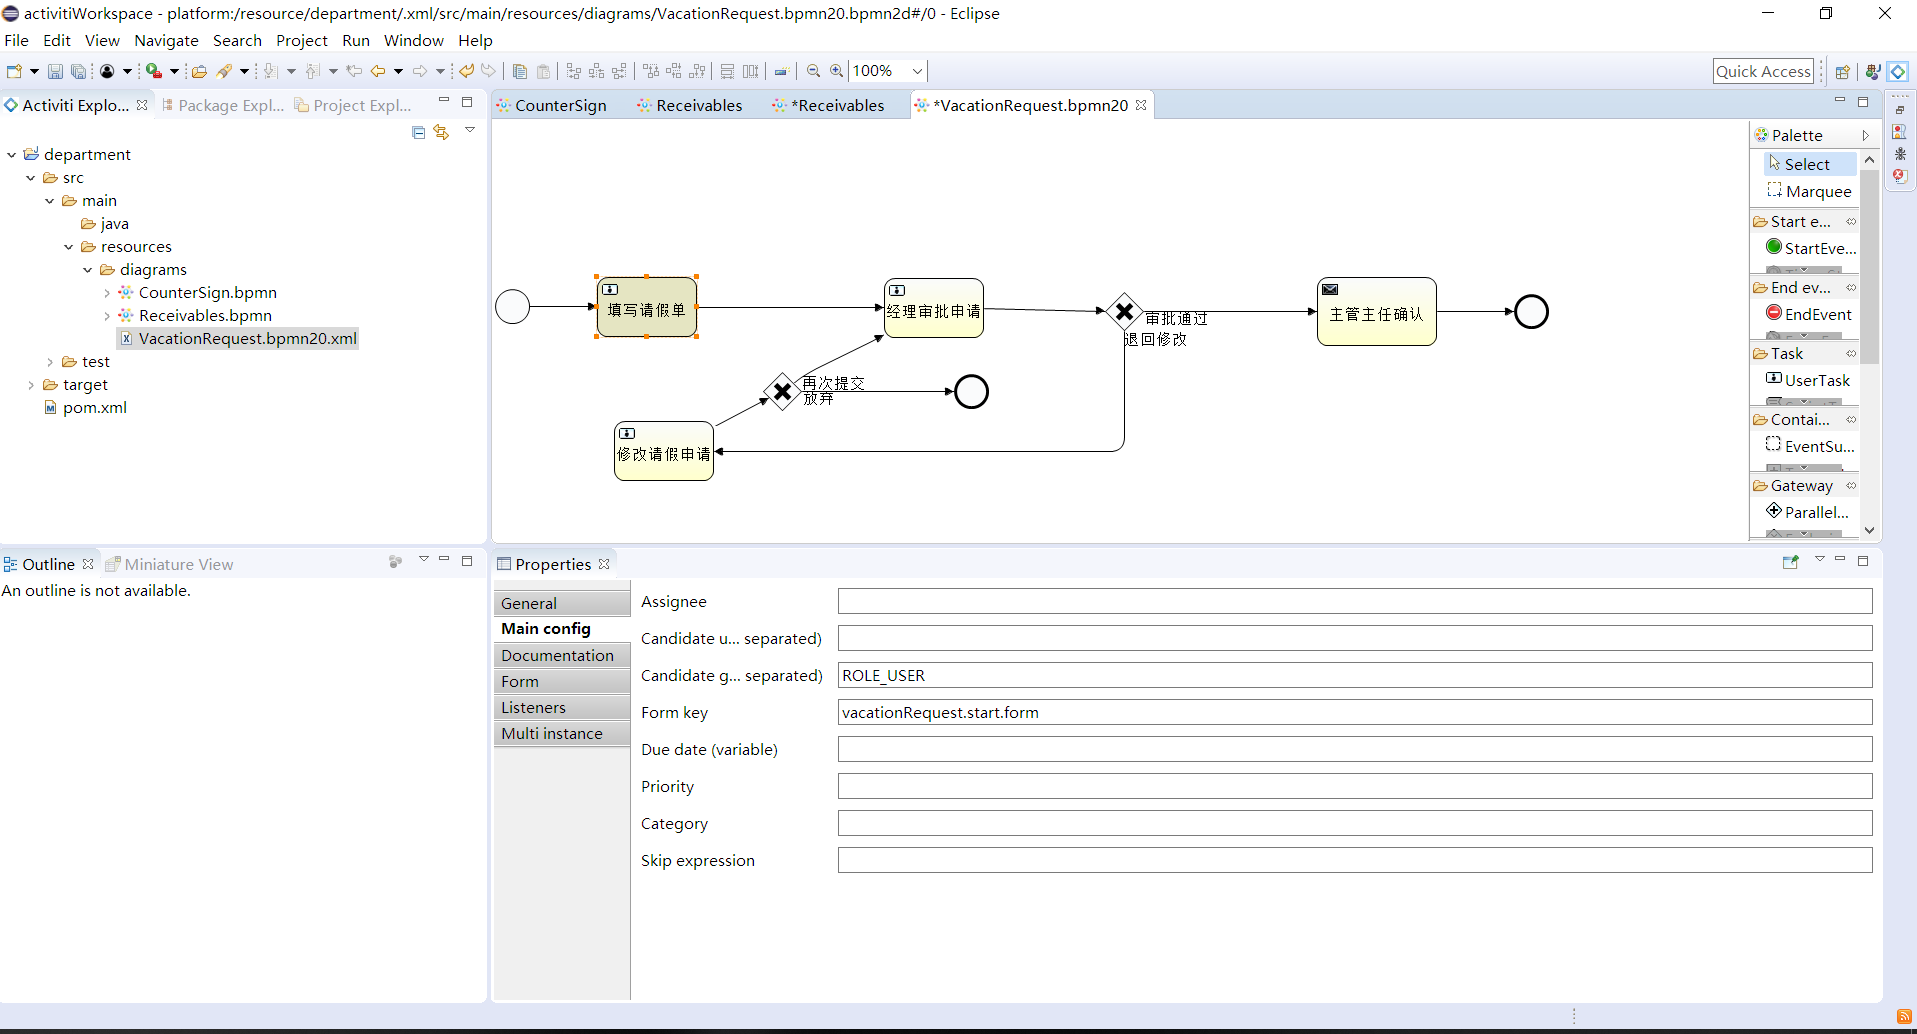 activitiWorkspace - platform:/resource/department/.xml/src/main/resources/diagrams/VacationRequest.bpmn20.bpmn2d#/0 - Eclipse
File Edit View Navigate Search Project Run Window Help
100%
Quick Access
Activiti Explo...
Package Expl...
Project Expl...
department
src
main
java
resources
diagrams
CounterSign.bpmn
Receivables.bpmn
VacationRequest.bpmn20.xml
test
target
pom.xml
CounterSign
Receivables
*Receivables
*VacationRequest.bpmn20
填写请假单
经理审批申请
审批通过
退回修改
主管主任确认
再次提交
放弃
修改请假申请
Palette
Select
Marquee
Start e...
StartEve...
End ev...
EndEvent
Task
UserTask
Contai...
EventSu...
Gateway
Parallel...
Outline
Miniature View
An outline is not available.
Properties
General
Main config
Documentation
Form
Listeners
Multi instance
Assignee
Candidate u... separated)
Candidate g... separated) ROLE_USER
Form key vacationRequest.start.form
Due date (variable)
Priority
Category
Skip expression